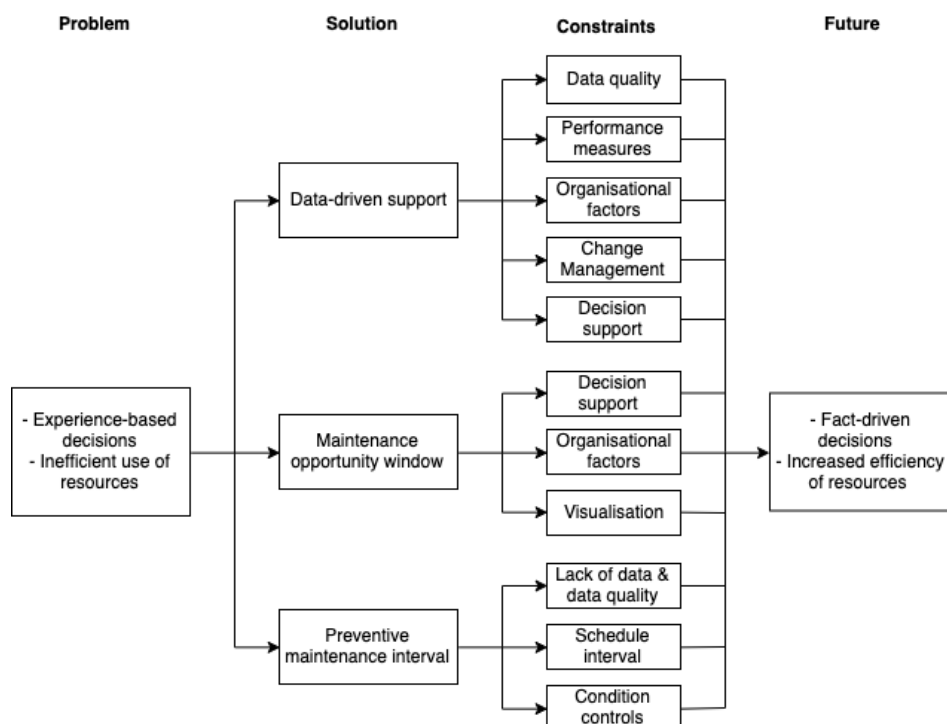 Problem
Solution
Constraints
Future
Data quality
Performance
measures
Data-driven support
Organisational
factors
Change
Management
Decision
support
- Experience-based
decisions
- Inefficient use of
resources
Maintenance
opportunity window
Decision
support
Organisational
factors
Visualisation
- Fact-driven
decisions
- Increased efficiency
of resources
Preventive
maintenance interval
Lack of data &
data quality
Schedule
interval
Condition
controls